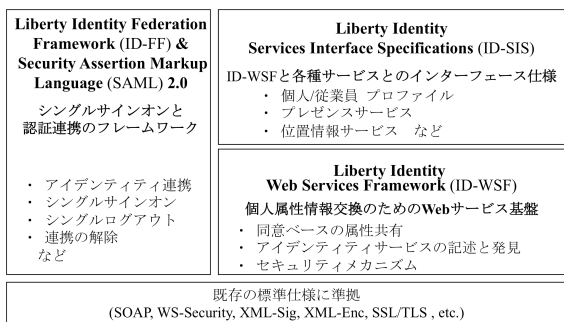 Liberty Identity Federation
Framework (ID-FF) &
Security Assertion Markup
Language (SAML) 2.0
シングルサインオンと
認証連携のフレームワーク
・ アイデンティティ連携
・ シングルサインオン
・ シングルログアウト
・ 連携の解除
など
Liberty Identity
Services Interface Specifications (ID-SIS)
ID-WSFと各種サービスとのインターフェース仕様
・ 個人/従業員 プロファイル
・ プレゼンスサービス
・ 位置情報サービス など
Liberty Identity
Web Services Framework (ID-WSF)
個人属性情報交換のためのWebサービス基盤
・ 同意ベースの属性共有
・ アイデンティティサービスの記述と発見
・ セキュリティメカニズム
既存の標準仕様に準拠
(SOAP, WS-Security, XML-Sig, XML-Enc, SSL/TLS , etc.)